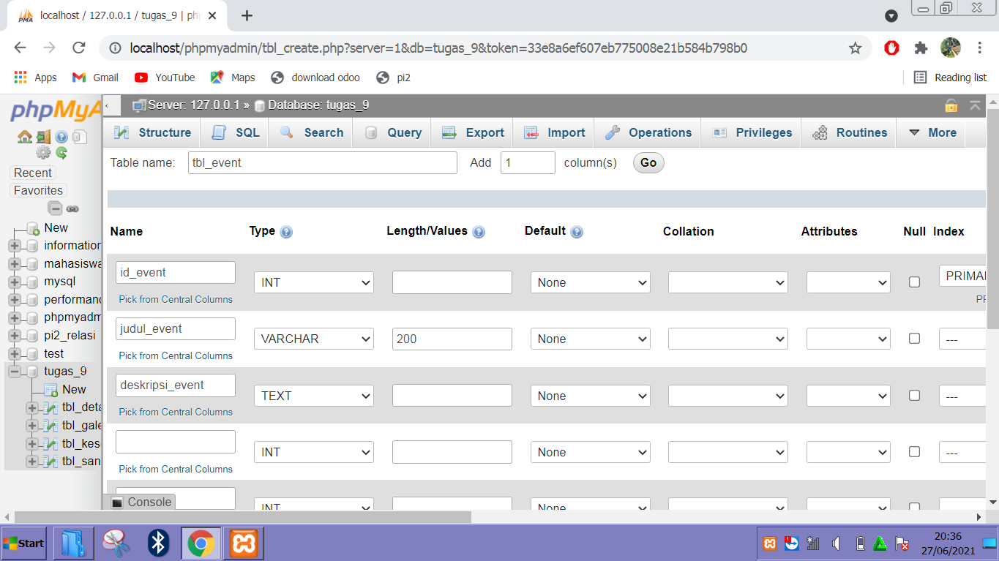 localhost / 127.0.0.1 / tugas_9 | ph
localhost/phpmyadmin/tbl_create.php?server=1&db=tugas_9&token=33e8a6ef607eb775008e21b584b798b0
Apps Gmail YouTube Maps download odoo pi2 Reading list
phpMyA
Server: 127.0.0.1 » Database: tugas_9
Structure SQL Search Query Export Import Operations Privileges Routines More
Table name: tbl_event Add 1 column(s) Go
Recent
Favorites
New
information
mahasiswa
mysql
performanc
phpmyadm
pi2_relasi
test
tugas_9
New
tbl_deta
tbl_gale
tbl_kes
tbl_san
Name Type Length/Values Default Collation Attributes Null Index
id_event INT None PRIMA
Pick from Central Columns P
judul_event VARCHAR 200 None ---
Pick from Central Columns
deskripsi_event TEXT None ---
Pick from Central Columns
INT None ---
Pick from Central Columns
INT None
Console
Start 20:36
27/06/2021